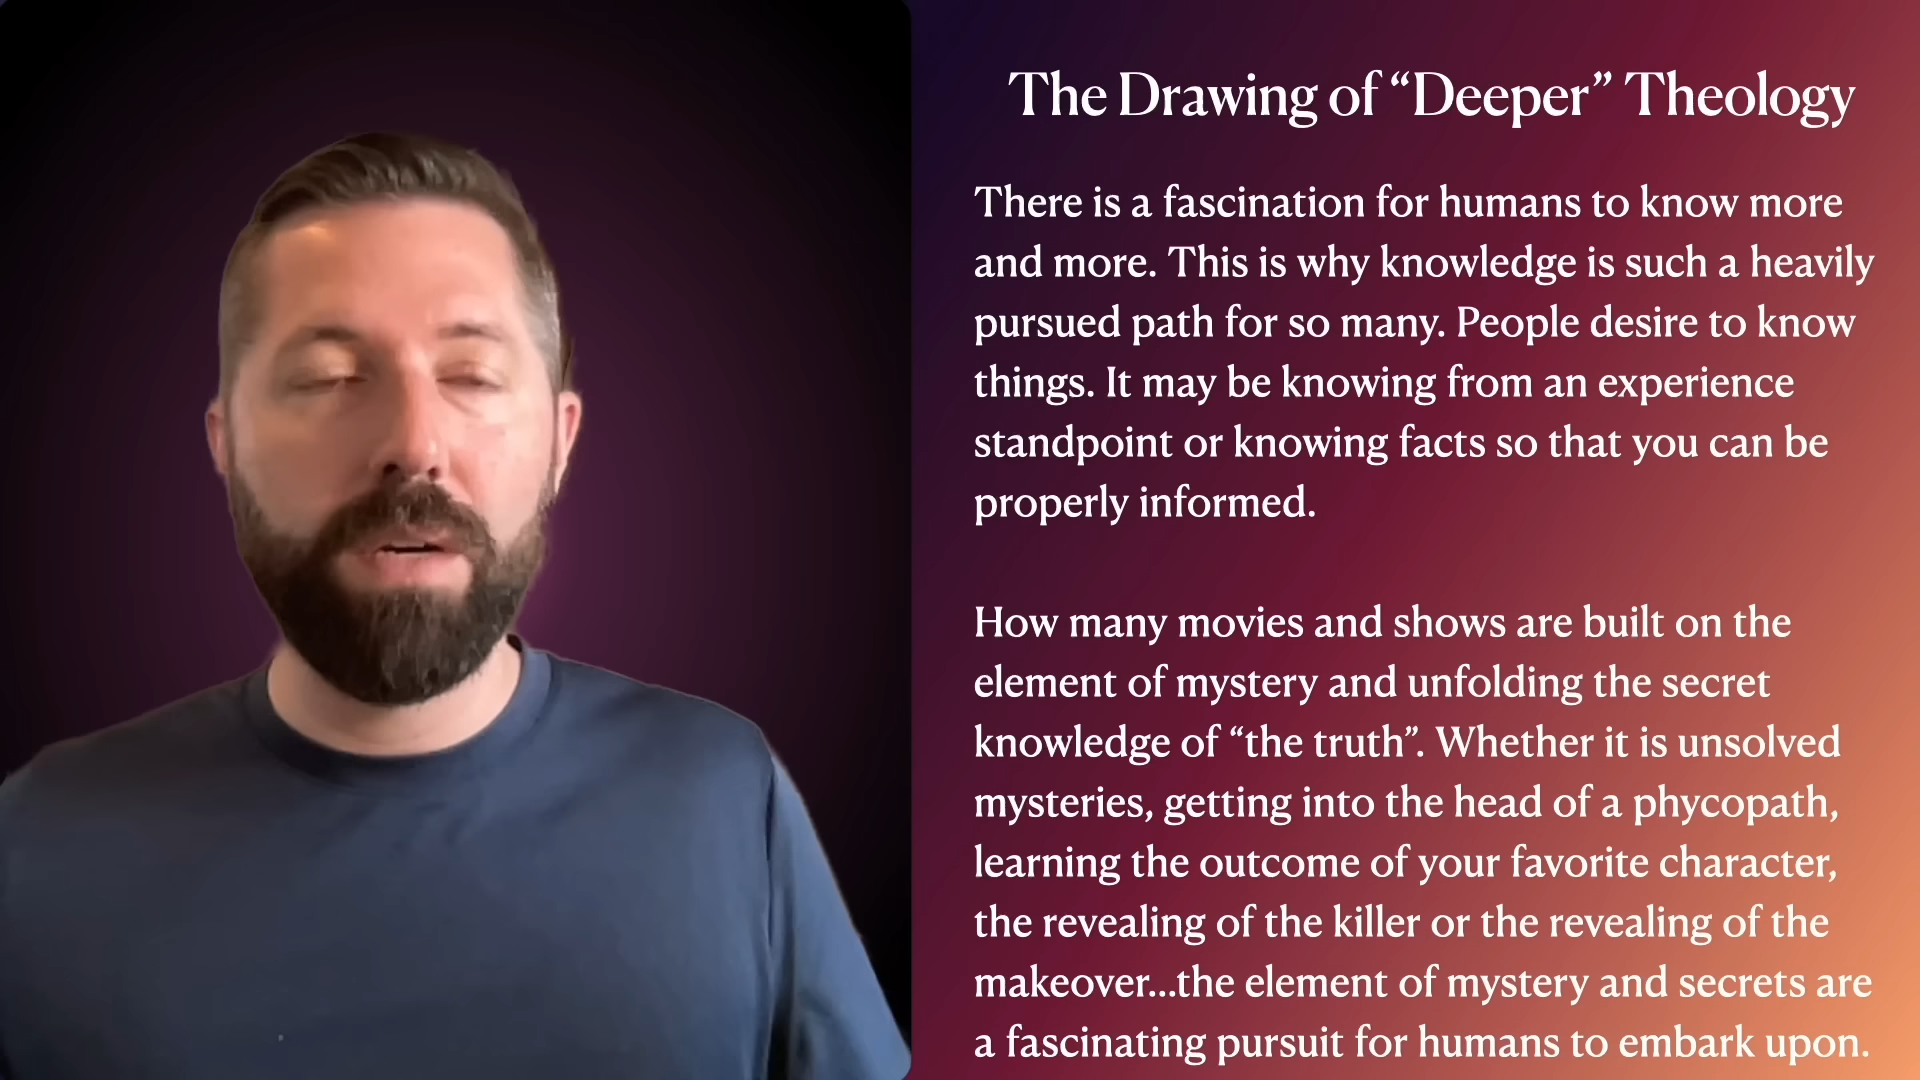 The Drawing of “Deeper” Theology
There is a fascination for humans to know more
and more. This is why knowledge is such a heavily
pursued path for so many. People desire to know
things. It may be knowing from an experience
standpoint or knowing facts so that you can be
properly informed.
How many movies and shows are built on the
element of mystery and unfolding the secret
knowledge of “the truth”. Whether it is unsolved
mysteries, getting into the head of a phycopath,
learning the outcome of your favorite character,
the revealing of the killer or the revealing of the
makeover...the element of mystery and secrets are
a fascinating pursuit for humans to embark upon.